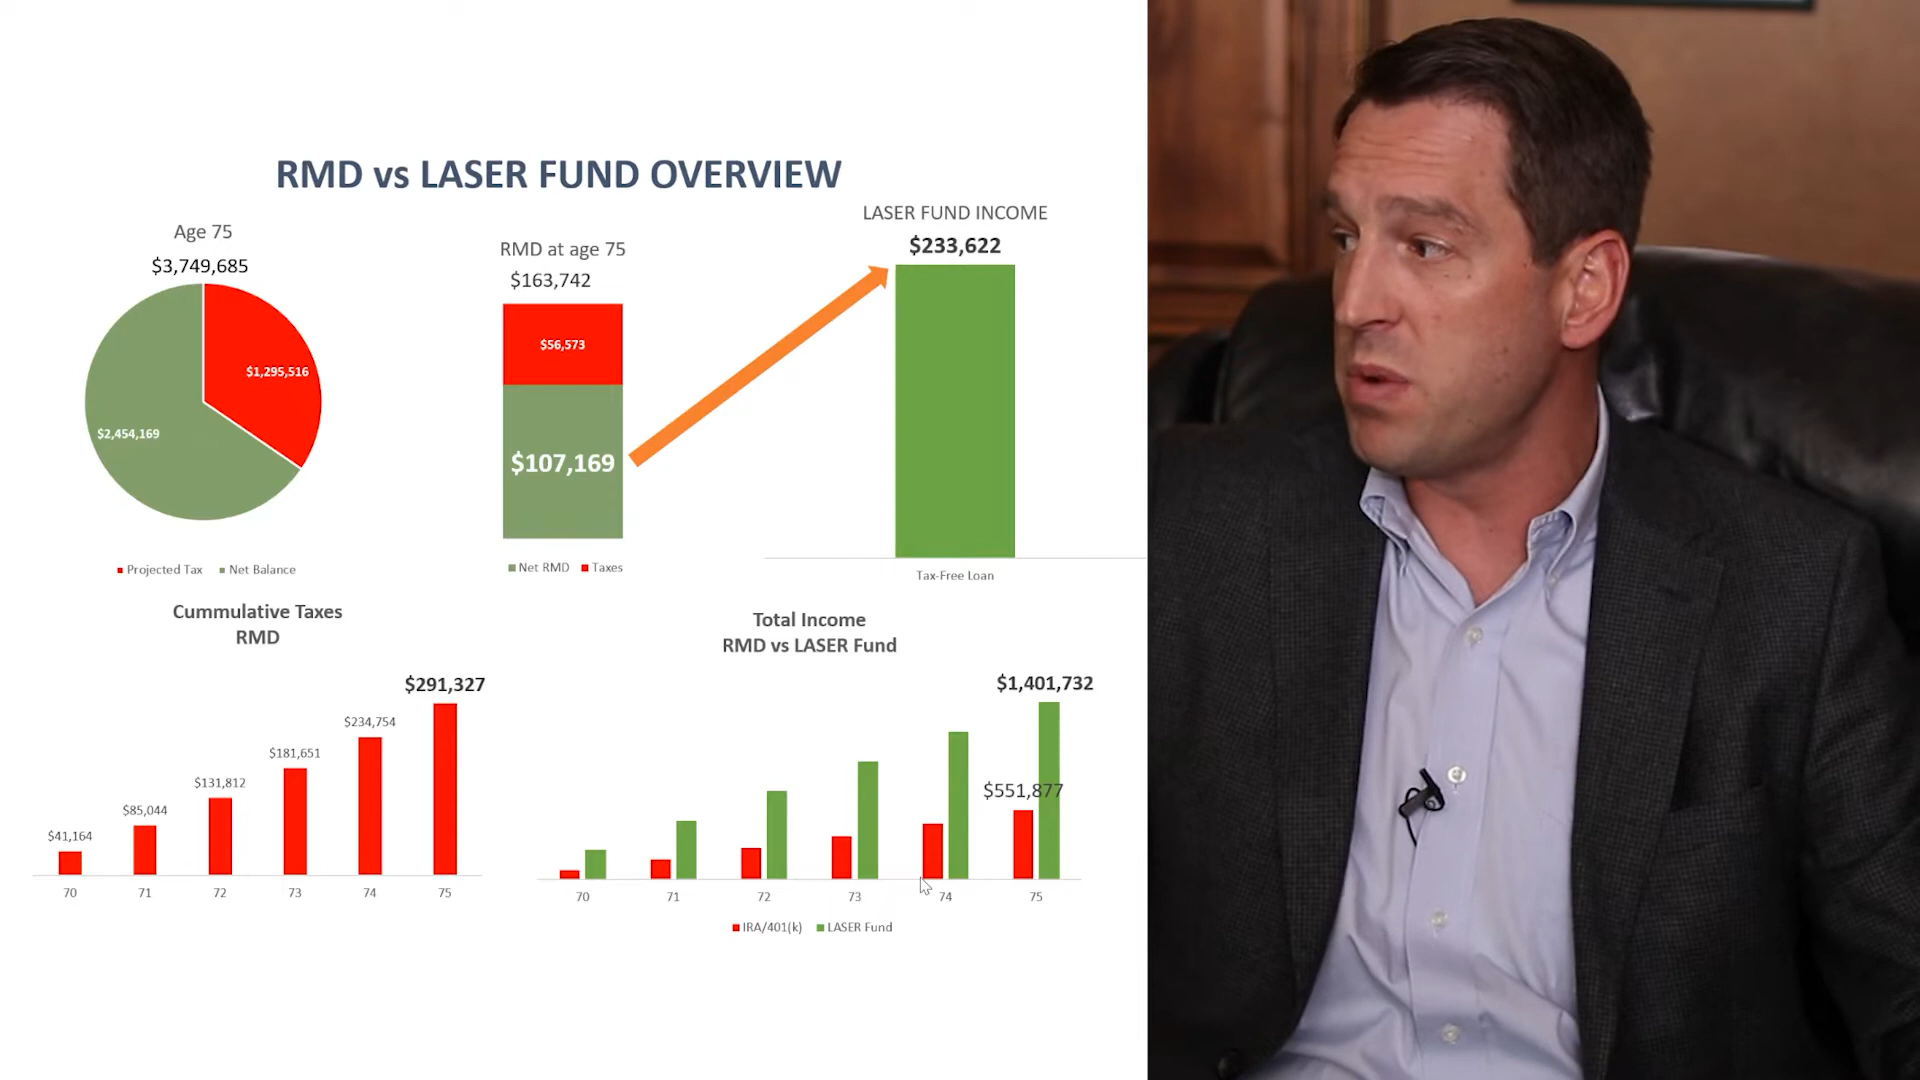 RMD vs LASER FUND OVERVIEW
Age 75
$3,749,685
$1,295,516
$2,454,169
Projected Tax
Net Balance
RMD at age 75
$163,742
$56,573
$107,169
Net RMD
Taxes
LASER FUND INCOME
$233,622
Tax-Free Loan
Cummulative Taxes
RMD
$41,164
$85,044
$131,812
$181,651
$234,754
$291,327
70
71
72
73
74
75
Total Income
RMD vs LASER Fund
$1,401,732
$551,877
70
71
72
73
74
75
IRA/401(k)
LASER Fund